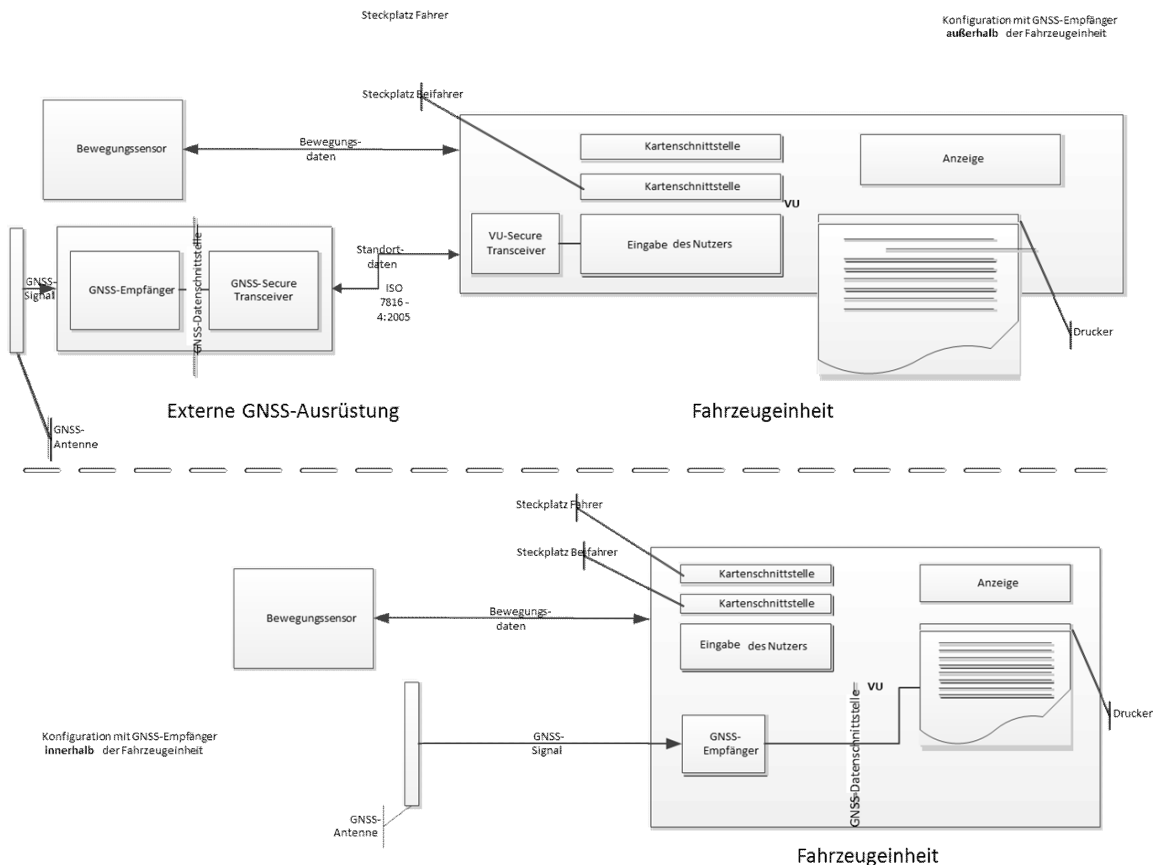 Steckplatz Fahrer
Konfiguration mit GNSS-Empfänger
außerhalb der Fahrzeugeinheit
Steckplatz Beifahrer
Bewegungssensor
Bewegungs-
daten
Kartenschnittstelle
Kartenschnittstelle
Anzeige
VU
VU-Secure
Transceiver
Eingabe des Nutzers
GNSS-
Signal
GNSS-Empfänger
GNSS-Datenschnittstelle
GNSS-Secure
Transceiver
Standort-
daten
ISO
7816 -
4:2005
Drucker
Externe GNSS-Ausrüstung
Fahrzeugeinheit
GNSS-
Antenne
Steckplatz Fahrer
Steckplatz Beifahrer
Bewegungssensor
Bewegungs-
daten
Kartenschnittstelle
Kartenschnittstelle
Anzeige
Eingabe des Nutzers
VU
GNSS-Datenschnittstelle
Drucker
Konfiguration mit GNSS-Empfänger
innerhalb der Fahrzeugeinheit
GNSS-
Signal
GNSS-
Empfänger
GNSS-
Antenne
Fahrzeugeinheit